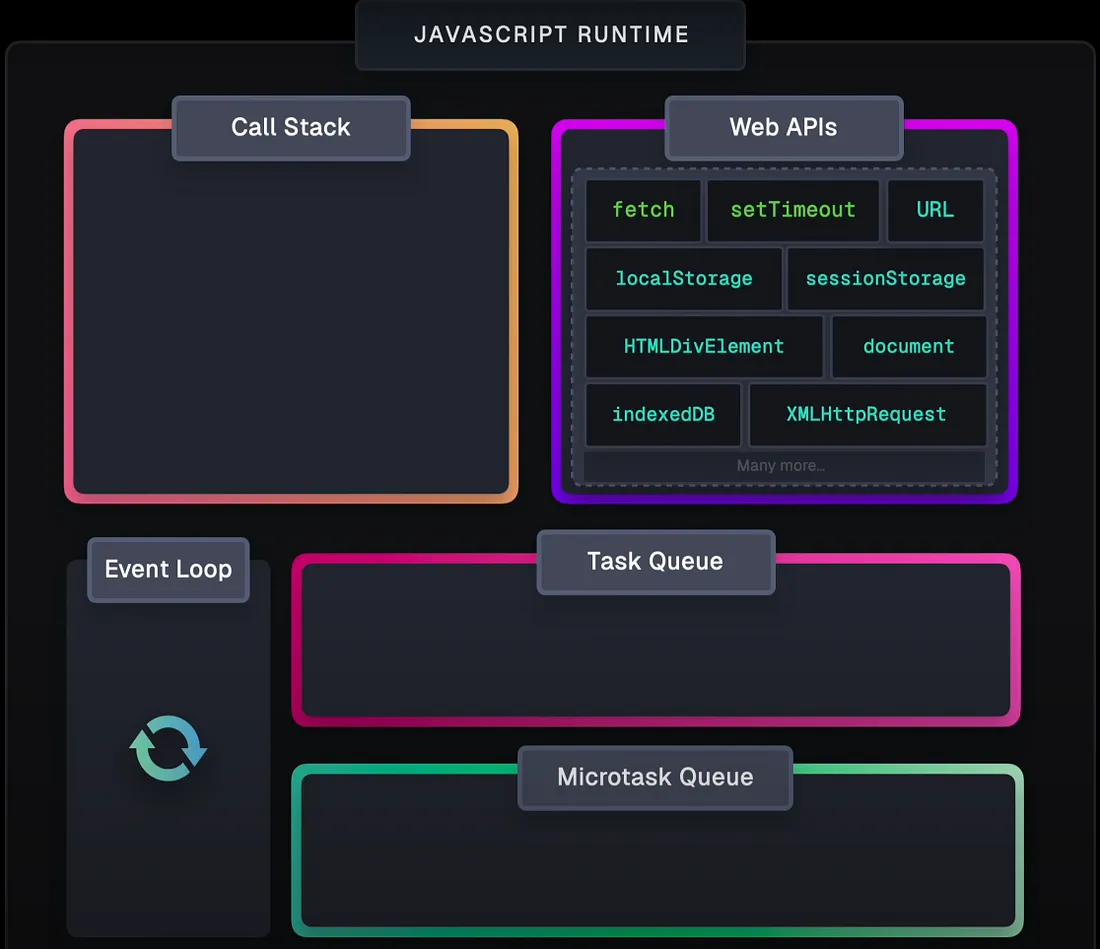 JAVASCRIPT RUNTIME
Call Stack
Web APIs
fetch setTimeout URL
localStorage sessionStorage
HTMLDivElement document
indexedDB XMLHttpRequest
Many more...
Event Loop
Task Queue
Microtask Queue